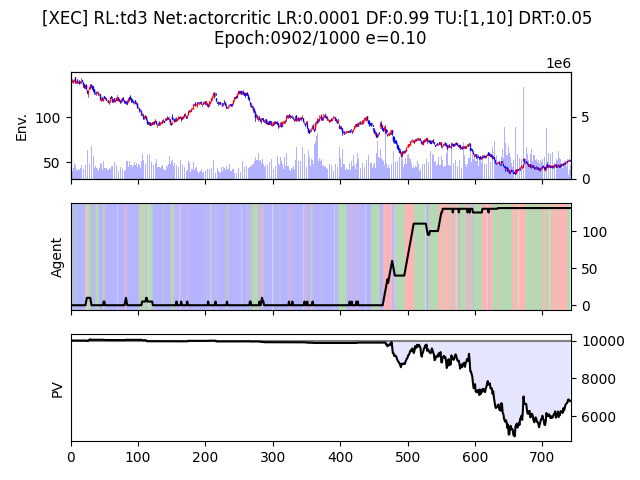 [XEC] RL:td3 Net:actorcritic LR:0.0001 DF:0.99 TU:[1,10] DRT:0.05
Epoch:0902/1000 e=0.10
1e6
Env.
100
50
5
0
Agent
100
50
0
PV
10000
8000
6000
0 100 200 300 400 500 600 700